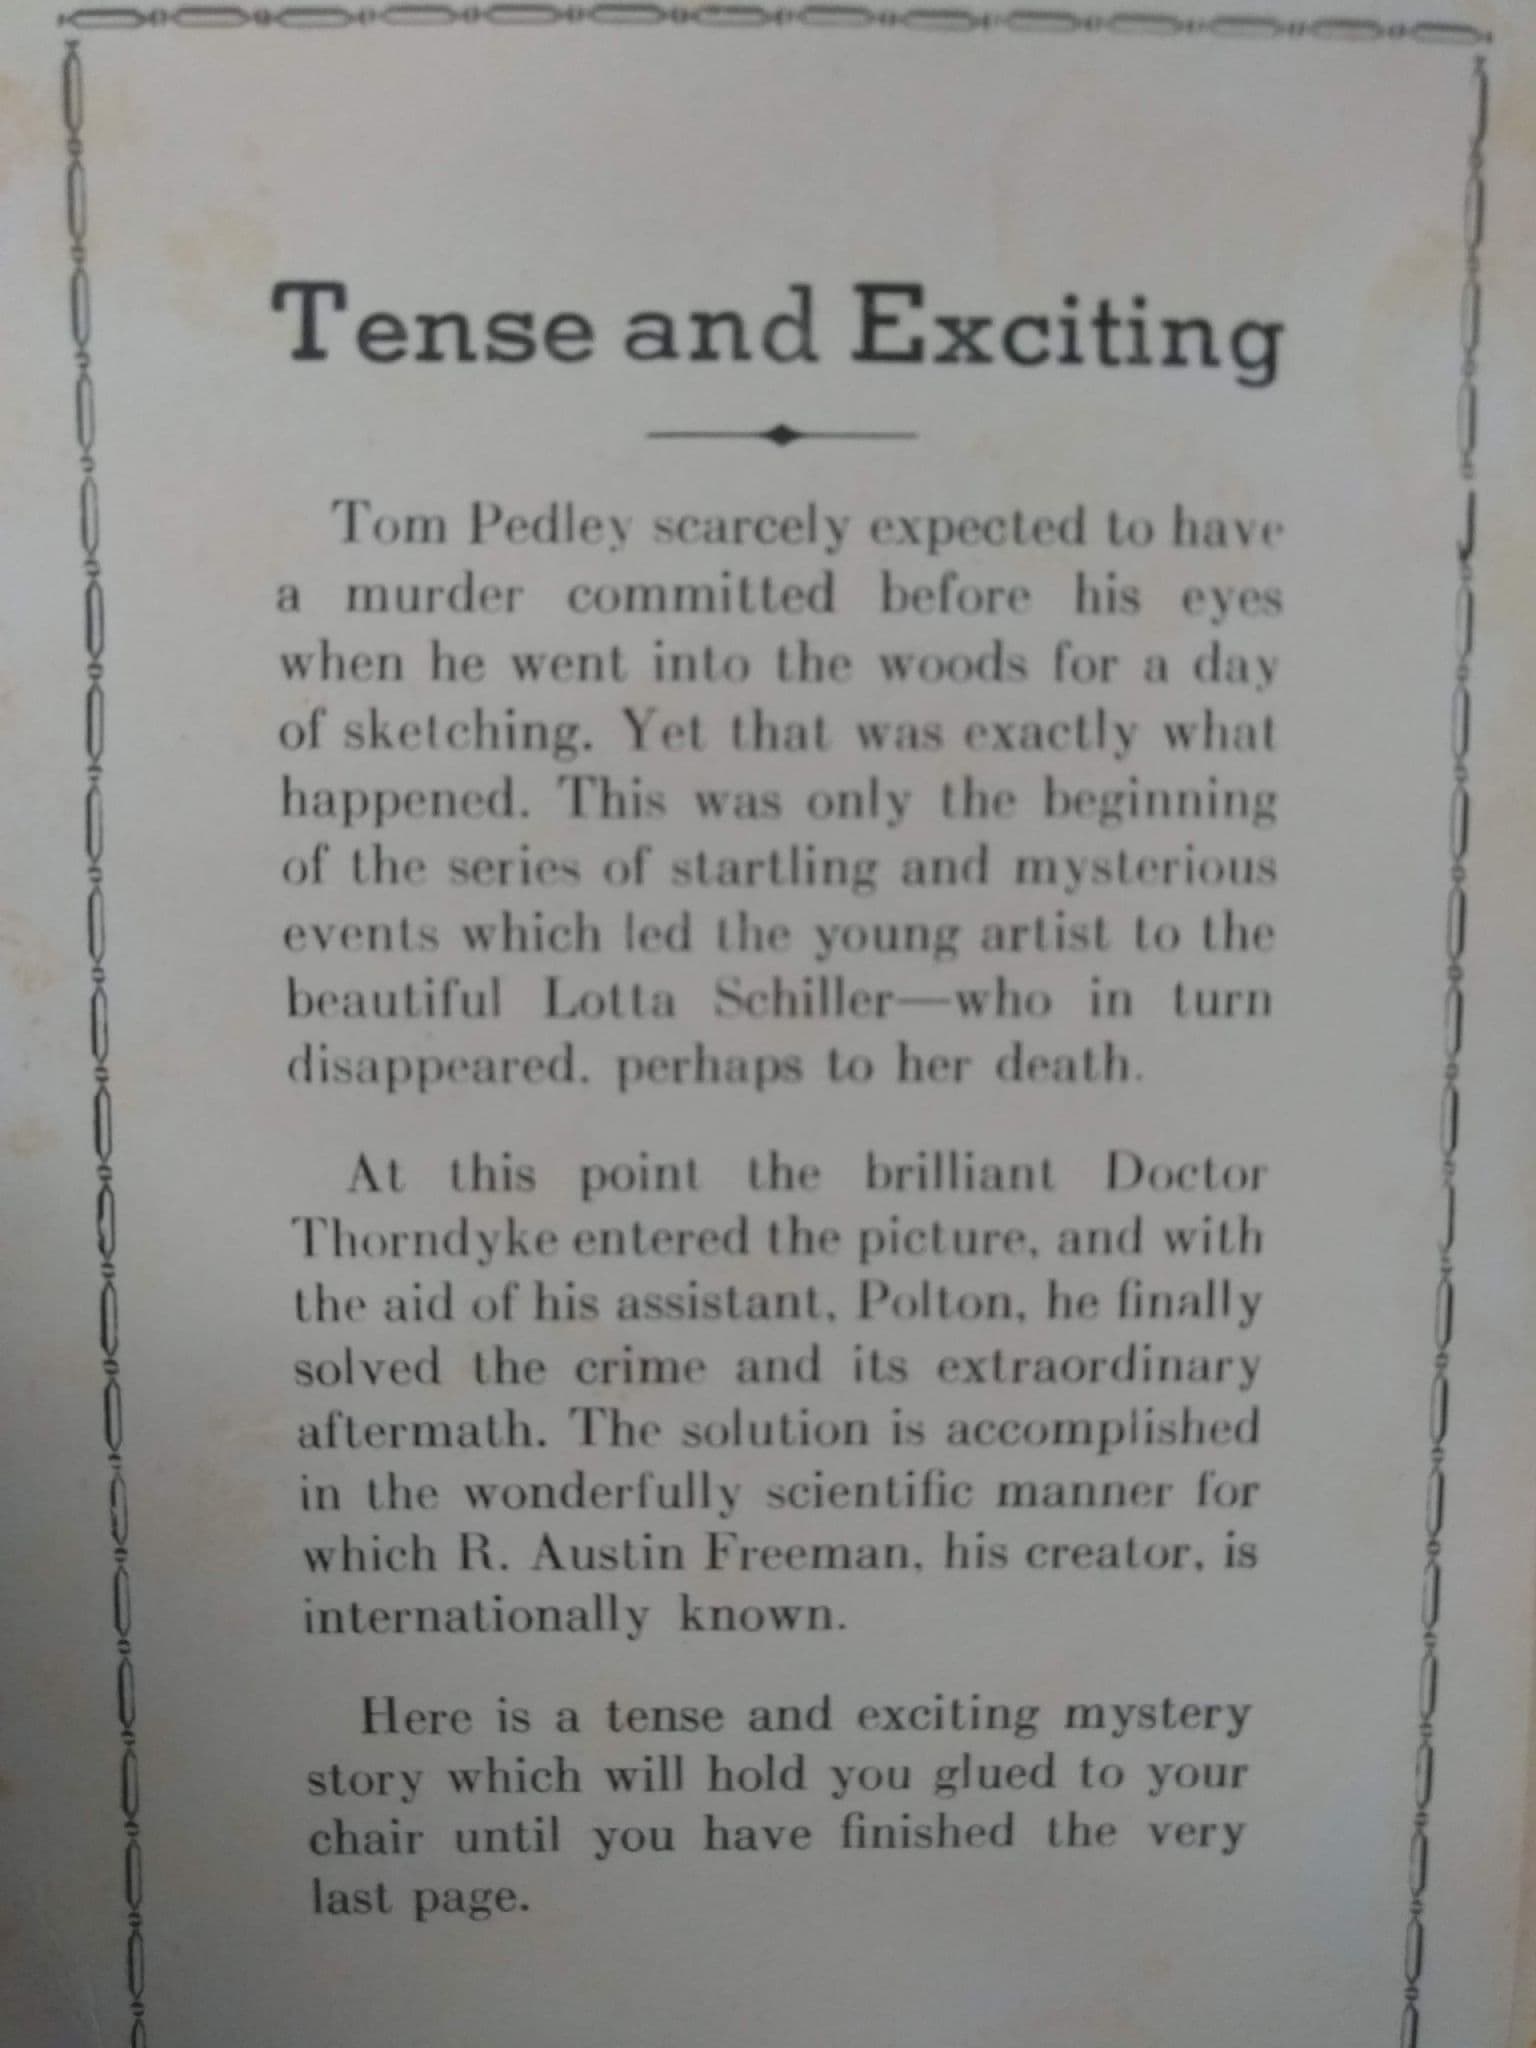 Tense and Exciting
Tom Pedley scarcely expected to have
a murder committed before his eyes
when he went into the woods for a day
of sketching. Yet that was exactly what
happened. This was only the beginning
of the series of startling and mysterious
events which led the young artist to the
beautiful Lotta Schiller—who in turn
disappeared, perhaps to her death.
At this point the brilliant Doctor
Thorndyke entered the picture, and with
the aid of his assistant, Polton, he finally
solved the crime and its extraordinary
aftermath. The solution is accomplished
in the wonderfully scientific manner for
which R. Austin Freeman, his creator, is
internationally known.
Here is a tense and exciting mystery
story which will hold you glued to your
chair until you have finished the very
last page.